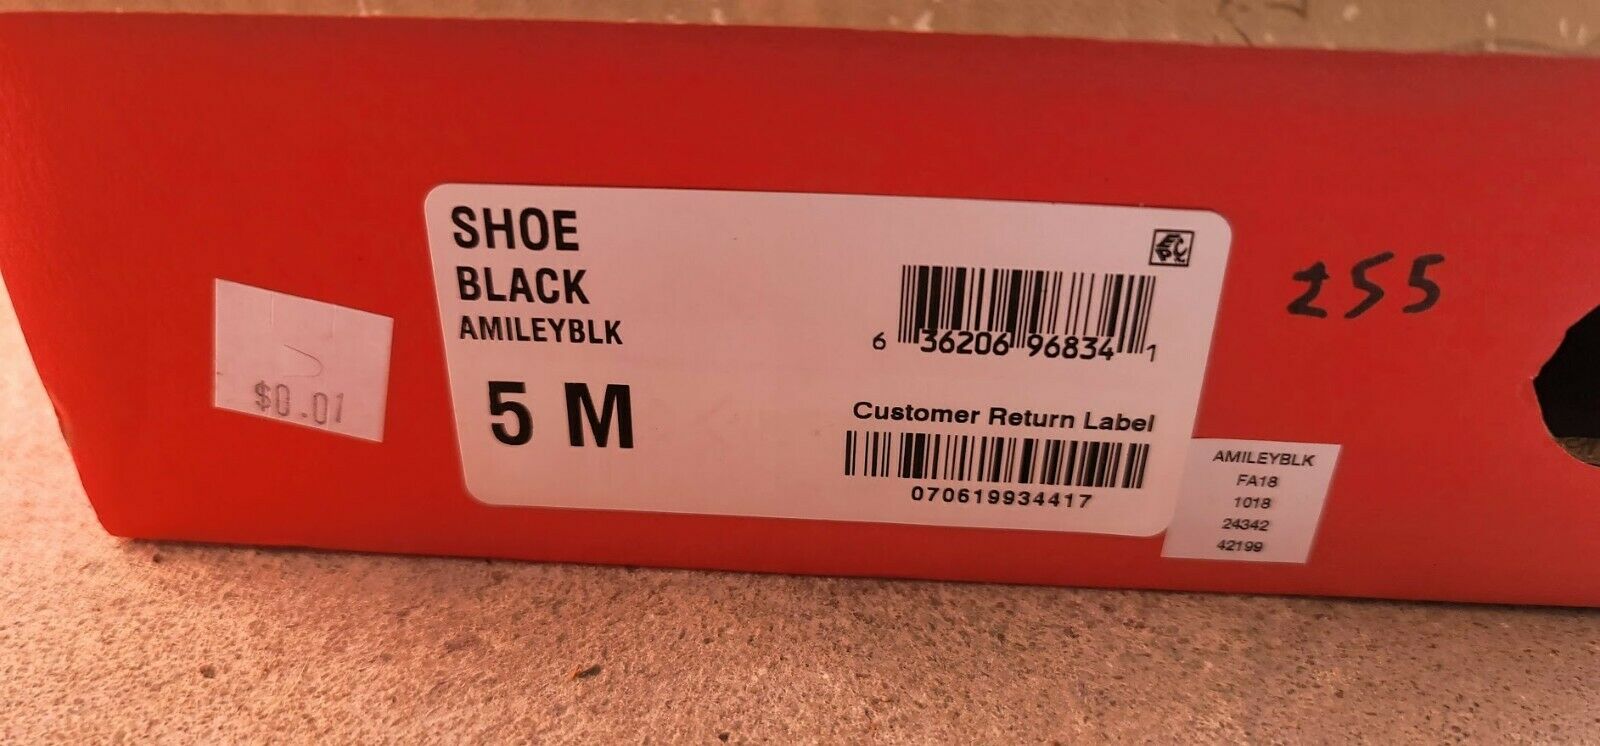 SHOE
BLACK
AMILEYBLK
5 M
6 36206 96834 1
Customer Return Label
070619934417
$0.01
AMILEYBLK
FA18
1018
24342
42199
255